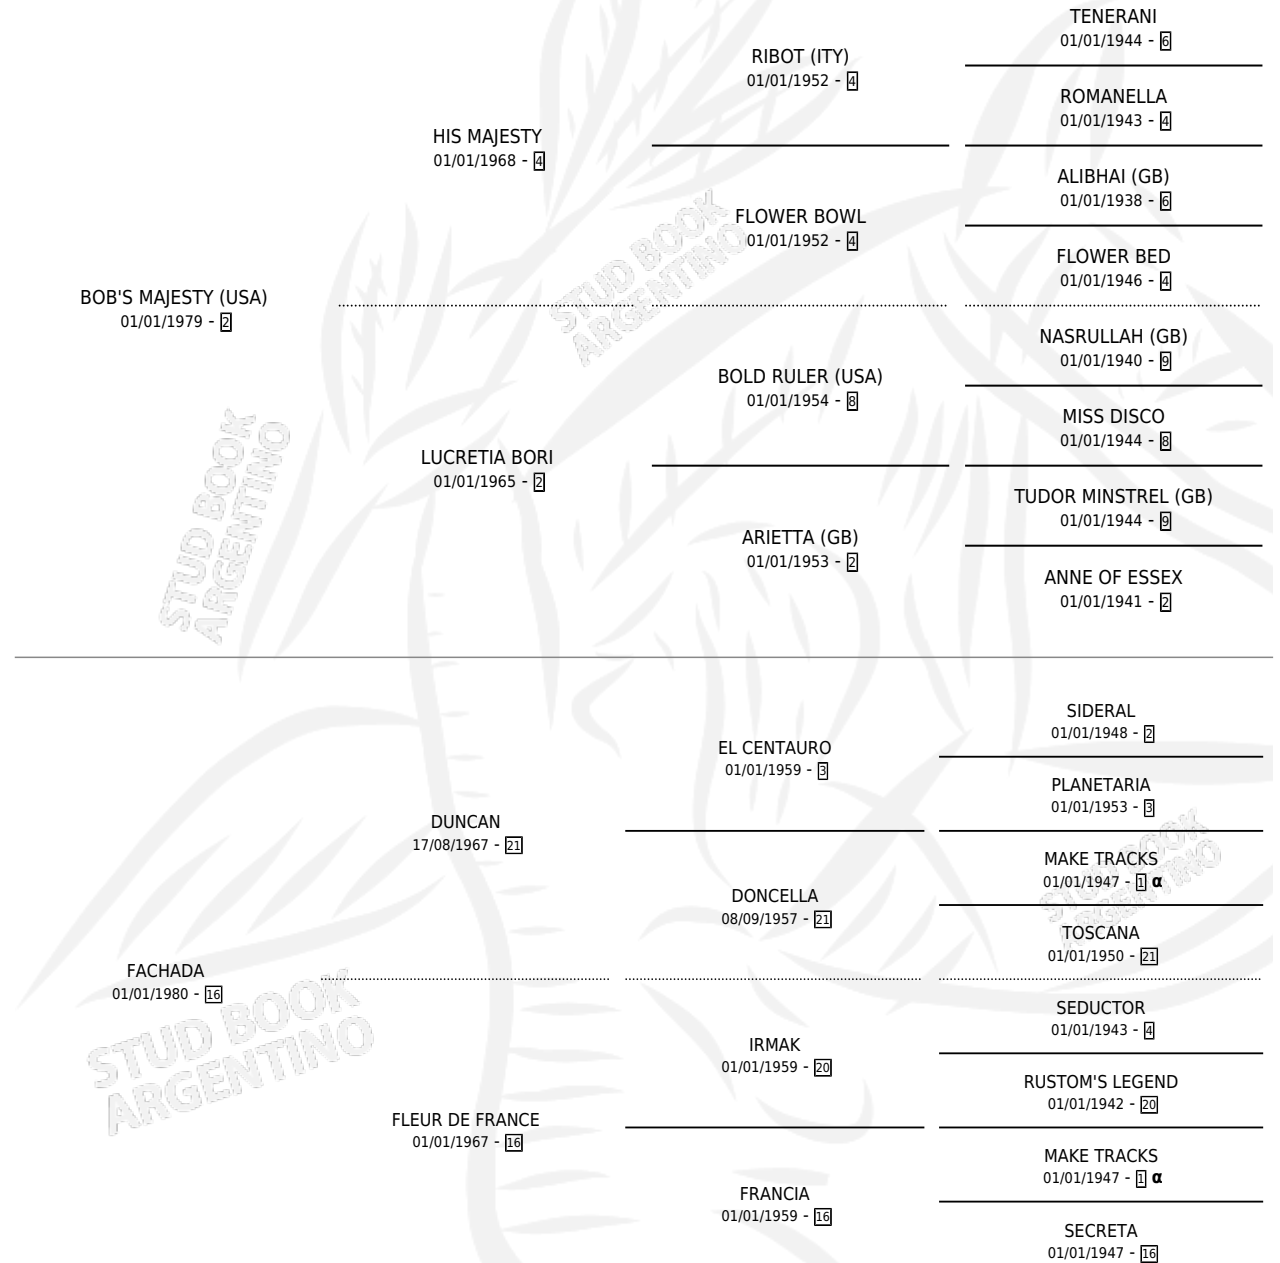 TENERANI
01/01/1944 - 6
RIBOT (ITY)
01/01/1952 - 4
ROMANELLA
01/01/1943 - 4
HIS MAJESTY
01/01/1968 - 4
ALIBHAI (GB)
01/01/1938 - 6
FLOWER BOWL
01/01/1952 - 4
FLOWER BED
01/01/1946 - 4
BOB'S MAJESTY (USA)
01/01/1979 - 2
NASRULLAH (GB)
01/01/1940 - 9
BOLD RULER (USA)
01/01/1954 - 8
MISS DISCO
01/01/1944 - 8
LUCRETIA BORI
01/01/1965 - 2
TUDOR MINSTREL (GB)
01/01/1944 - 9
ARIETTA (GB)
01/01/1953 - 2
ANNE OF ESSEX
01/01/1941 - 2
SIDERAL
01/01/1948 - 2
EL CENTAURO
01/01/1959 - 3
PLANETARIA
01/01/1953 - 3
DUNCAN
17/08/1967 - 21
MAKE TRACKS
01/01/1947 - 1 α
DONCELLA
08/09/1957 - 21
TOSCANA
01/01/1950 - 21
FACHADA
01/01/1980 - 16
SEDUCTOR
01/01/1943 - 4
IRMAK
01/01/1959 - 20
RUSTOM'S LEGEND
01/01/1942 - 20
FLEUR DE FRANCE
01/01/1967 - 16
MAKE TRACKS
01/01/1947 - 1 α
FRANCIA
01/01/1959 - 16
SECRETA
01/01/1947 - 16
STUD BOOK
ARGENTINO
STUD BOOK
ARGENTINO
STUD BOOK
ARGENTINO
STUD BOOK
ARGENTINO